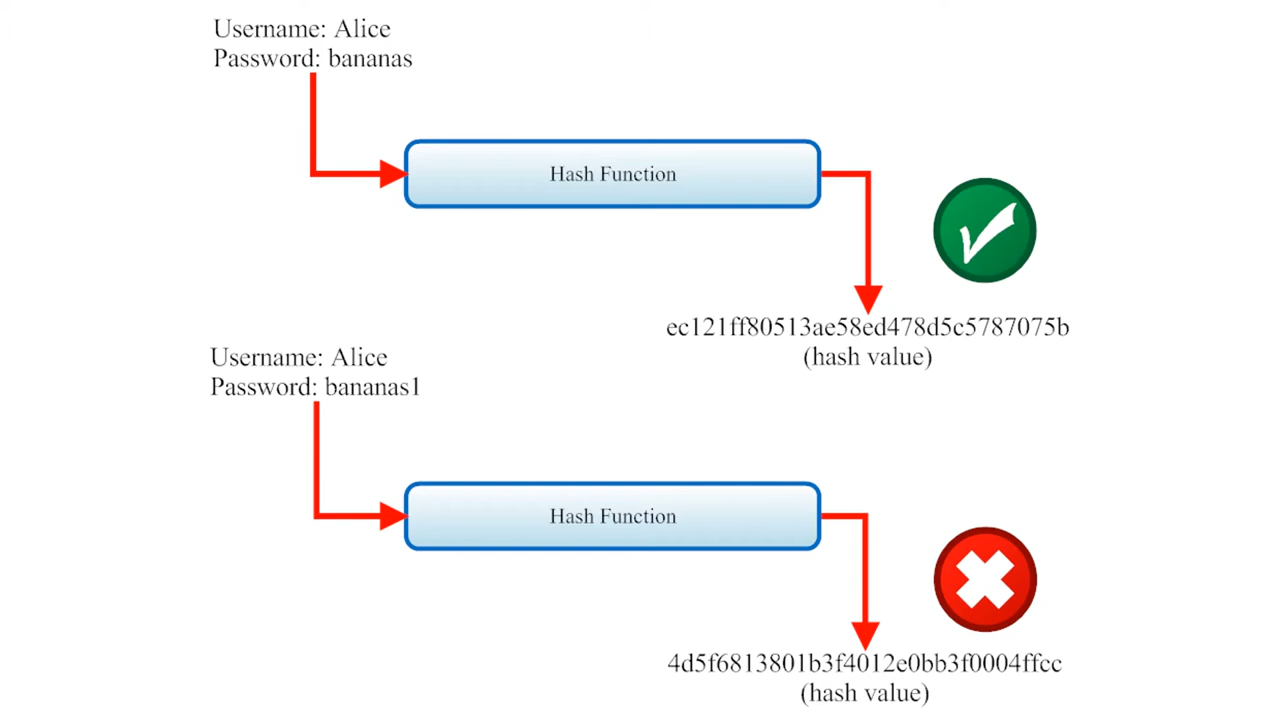 Username: Alice
Password: bananas
Hash Function
ec121ff80513ae58ed478d5c5787075b
(hash value)
Username: Alice
Password: bananas1
Hash Function
4d5f6813801b3f4012e0bb3f0004ffcc
(hash value)